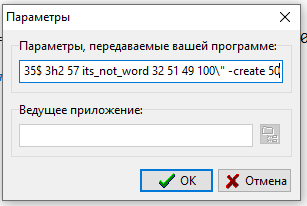 Параметры
Параметры, передаваемые вашей программе:
35$ 3h2 57 its_not_word 32 51 49 100\" -create 50
Ведущее приложение:
OK
Отмена